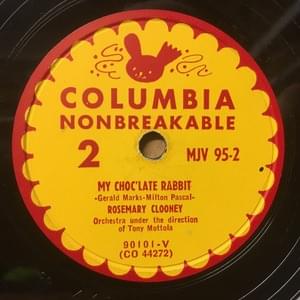 COLUMBIA
NONBREAKABLE
2
MJV 95-2
MY CHOC'LATE RABBIT
-Gerald Marks-Milton Pascal-
ROSEMARY CLOONEY
Orchestra under the direction
of Tony Mottola
90101-V
(CO 44272)